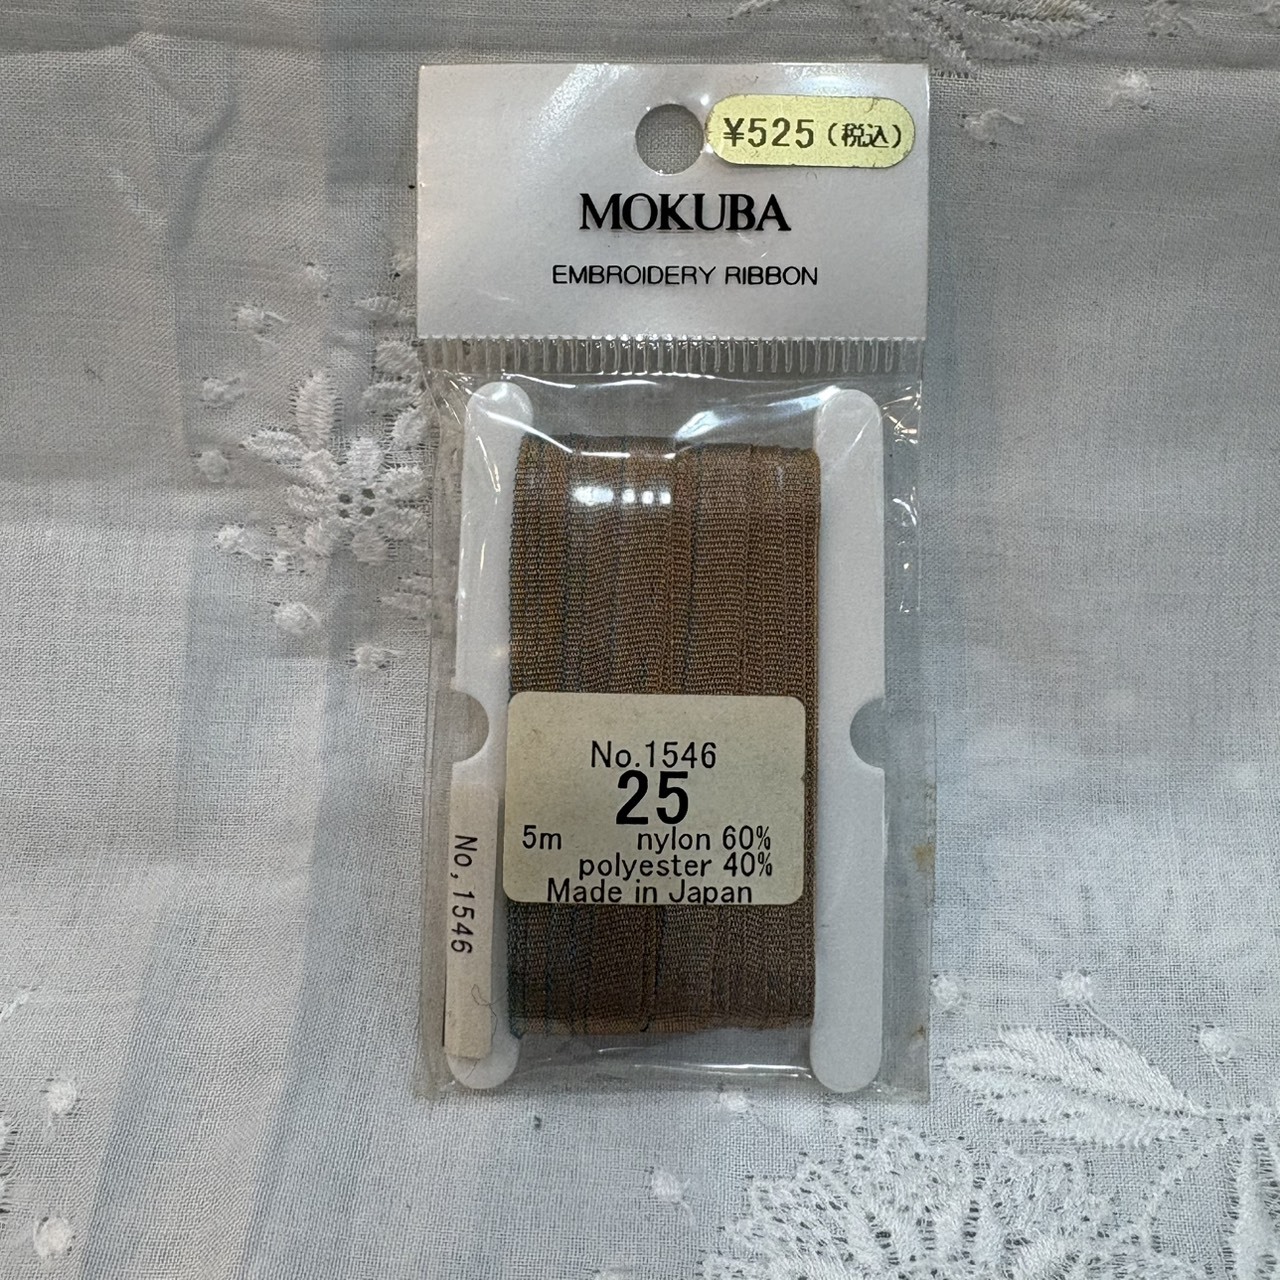 ¥525(税込)
MOKUBA
EMBROIDERY RIBBON
No.1546
25
5m nylon 60%
polyester 40%
Made in Japan
No,1546